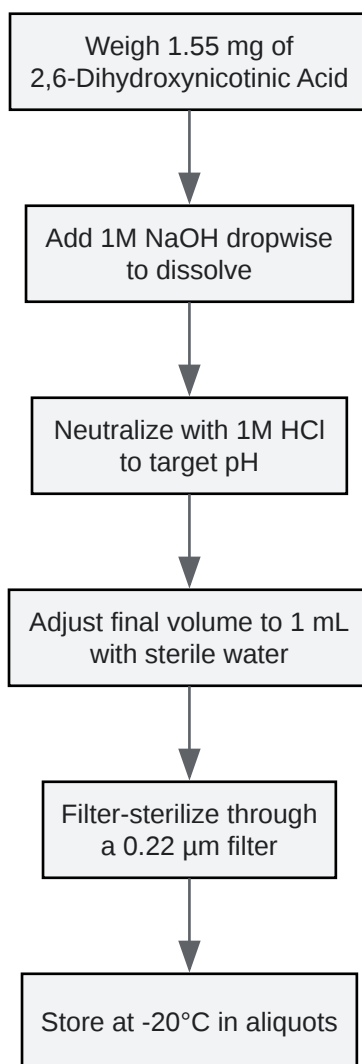 Weigh 1.55 mg of
2,6-Dihydroxynicotinic Acid
Add 1M NaOH dropwise
to dissolve
Neutralize with 1M HCl
to target pH
Adjust final volume to 1 mL
with sterile water
Filter-sterilize through
a 0.22 µm filter
Store at -20°C in aliquots